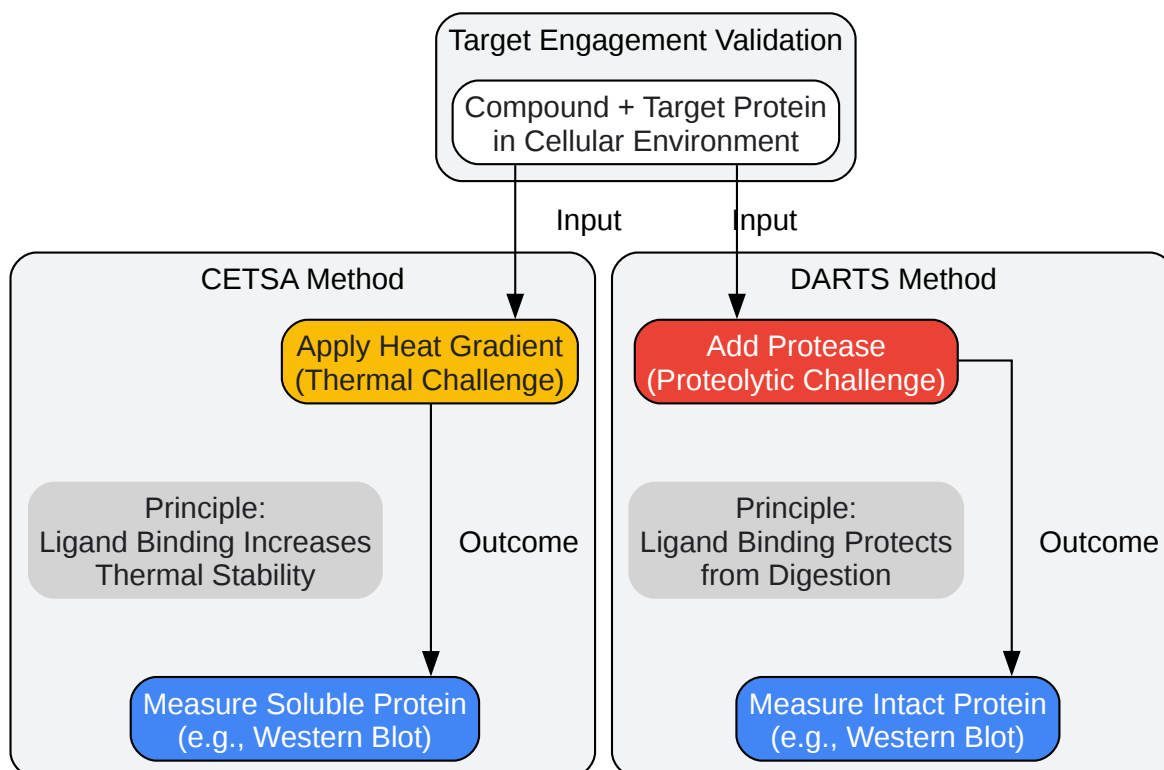 Target Engagement Validation
Compound + Target Protein
in Cellular Environment
Input
Input
CETSA Method
Apply Heat Gradient
(Thermal Challenge)
Principle:
Ligand Binding Increases
Thermal Stability
Outcome
Measure Soluble Protein
(e.g., Western Blot)
DARTS Method
Add Protease
(Proteolytic Challenge)
Principle:
Ligand Binding Protects
from Digestion
Outcome
Measure Intact Protein
(e.g., Western Blot)